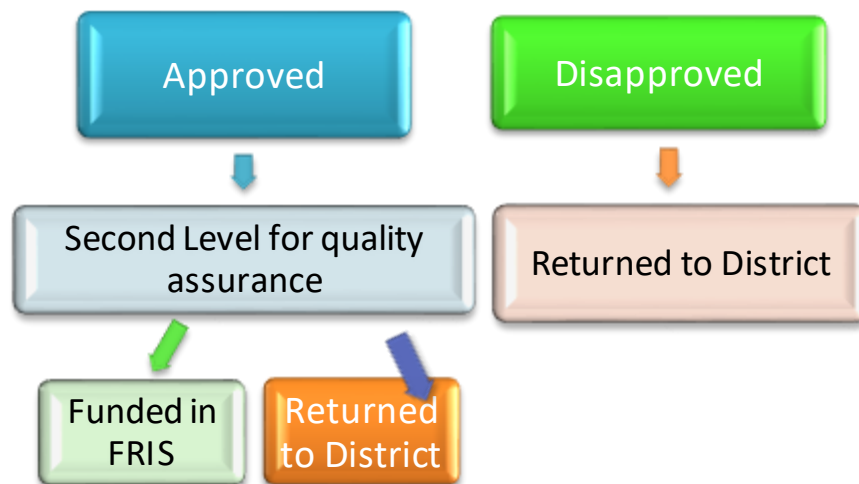 Approved
Disapproved
Second Level for quality
assurance
Returned to District
Funded in
FRIS
Returned
to District